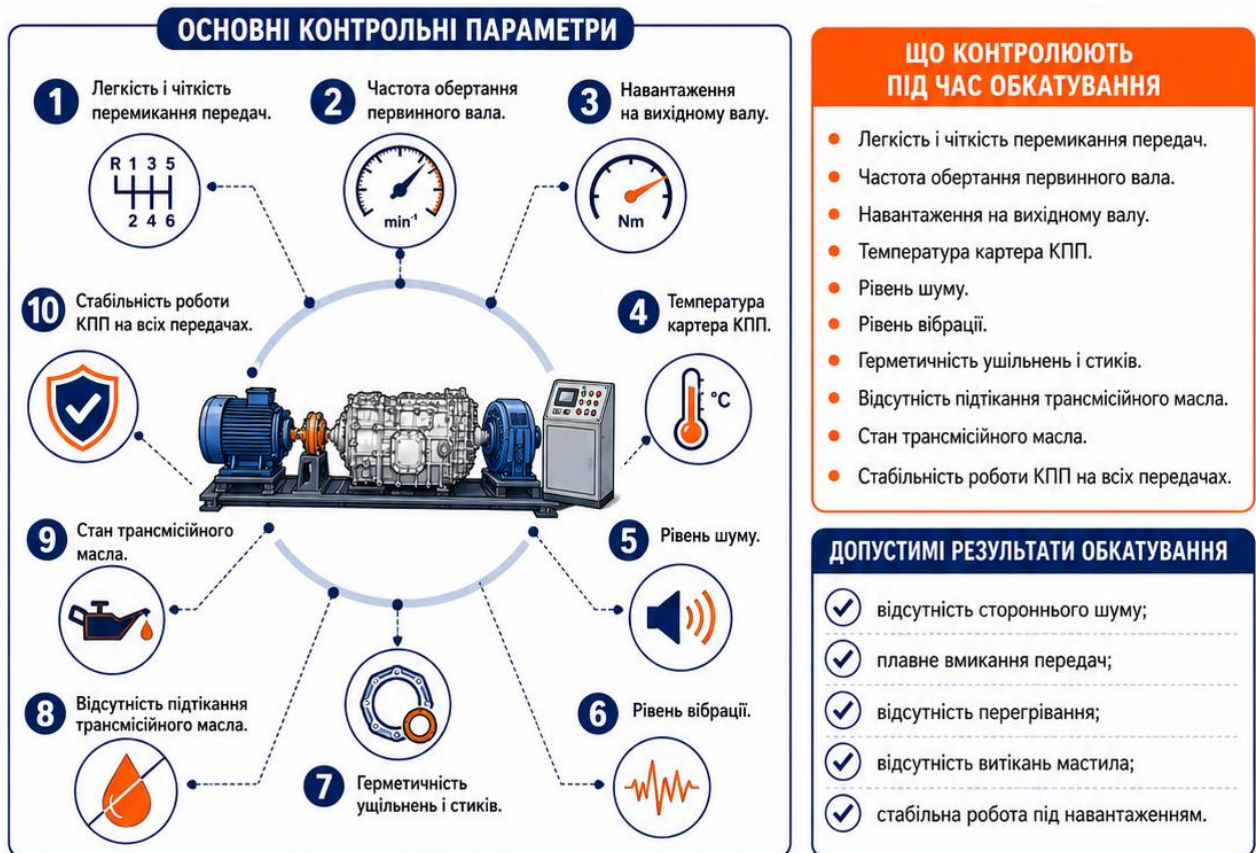 ОСНОВНІ КОНТРОЛЬНІ ПАРАМЕТРИ
1
Легкість і чіткість
перемикання передач.
R 1 3 5
2 4 6
2
Частота обертання
первинного вала.
min⁻¹
3
Навантаження
на вихідному валу.
Nm
10
Стабільність роботи
КПП на всіх передачах.
4
Температура
картера КПП.
°C
9
Стан трансмісійного
масла.
5
Рівень шуму.
8
Відсутність підтікання
трансмісійного масла.
7
Герметичність
ущільнень і стиків.
6
Рівень вібрації.
ЩО КОНТРОЛЮЮТЬ
ПІД ЧАС ОБКАТУВАННЯ
Легкість і чіткість перемикання передач.
Частота обертання первинного вала.
Навантаження на вихідному валу.
Температура картера КПП.
Рівень шуму.
Рівень вібрації.
Герметичність ушільнень і стиків.
Відсутність підтікання трансмісійного масла.
Стан трансмісійного масла.
Стабільність роботи КПП на всіх передачах.
ДОПУСТИМІ РЕЗУЛЬТАТИ ОБКАТУВАННЯ
відсутність стороннього шуму;
плавне вмикання передач;
відсутність перегрівання;
відсутність витікань мастила;
стабільна робота під навантаженням.